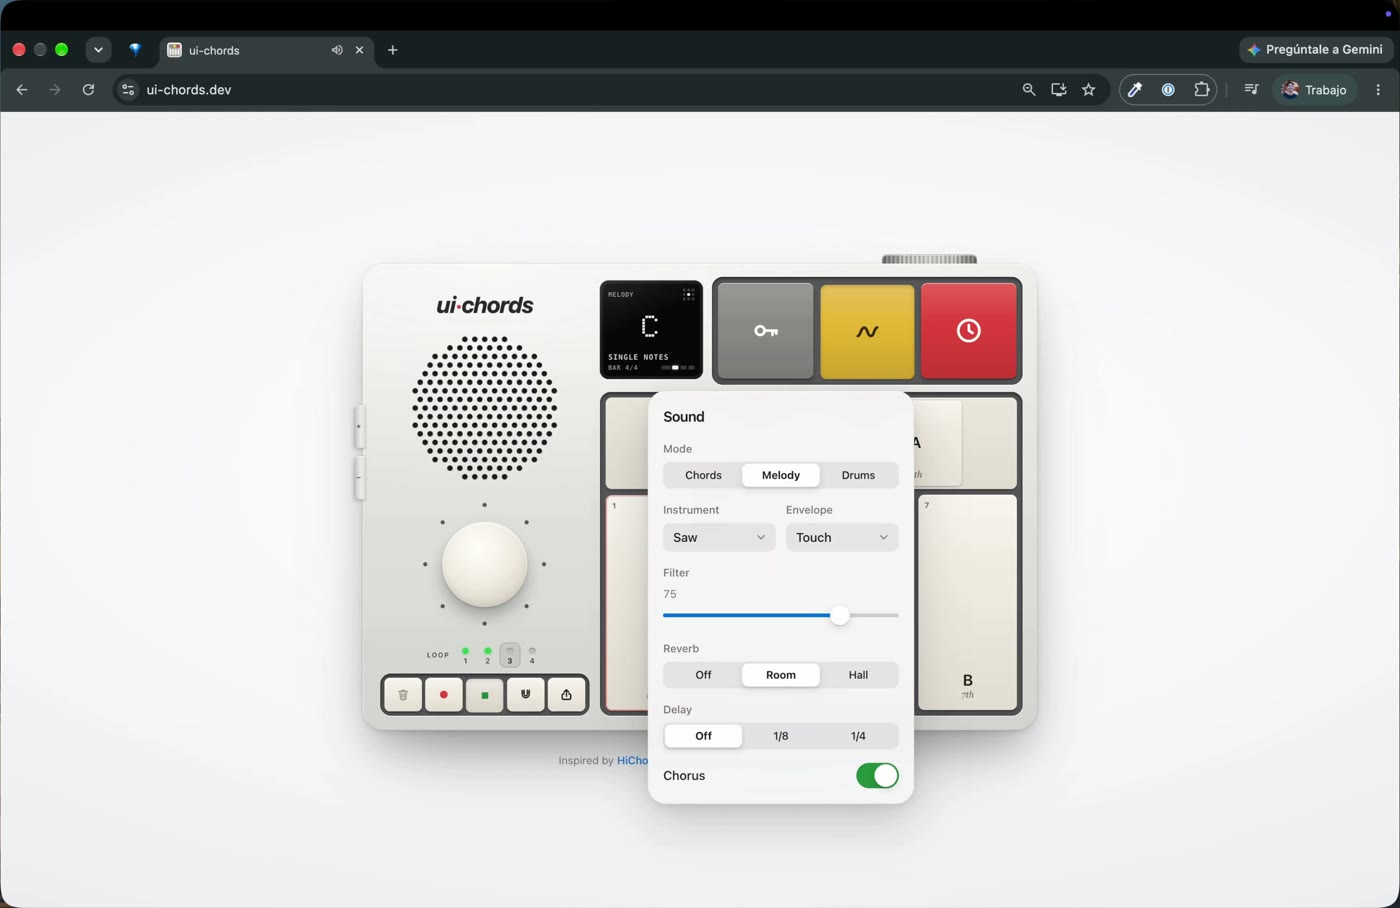 ui-chords
Pregúntale a Gemini
ui-chords.dev
Trabajo
ui·chords
MELODY
C
SINGLE NOTES
BAR 4/4
+
-
LOOP
1
2
3
4
Sound
Mode
Chords
Melody
Drums
Instrument
Envelope
Saw
Touch
Filter
75
Reverb
Off
Room
Hall
Delay
Off
1/8
1/4
Chorus
A
th
1
7
B
7th
Inspired by HiCho